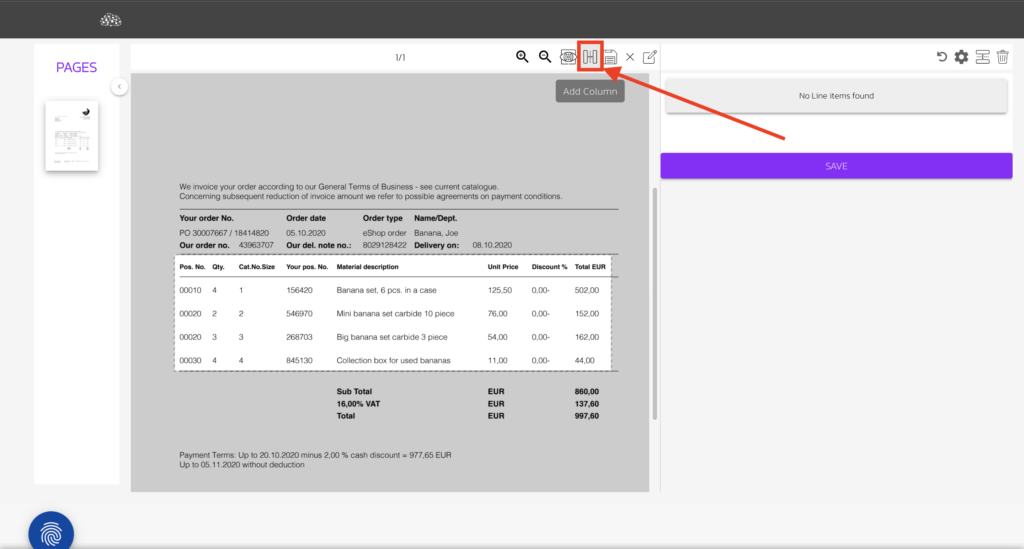 PAGES
1/1
Add Column
No Line items found
SAVE
We invoice your order according to our General Terms of Business - see current catalogue.
Concerning subsequent reduction of invoice amount we refer to possible agreements on payment conditions.
Your order No. Order date Order type Name/Dept.
PO 30007667 / 18414820 05.10.2020 eShop order Banana, Joe
Our order no. 43963707 Our del. note no.: 8029128422 Delivery on: 08.10.2020
Pos. No. Qty. Cat.No.Size Your pos. No. Material description Unit Price Discount % Total EUR
00010 4 1 156420 Banana set, 6 pcs. in a case 125,50 0,00- 502,00
00020 2 2 546970 Mini banana set carbide 10 piece 76,00 0,00- 152,00
00020 3 3 268703 Big banana set carbide 3 piece 54,00 0,00- 162,00
00030 4 4 845130 Collection box for used bananas 11,00 0,00- 44,00
Sub Total EUR 860,00
16,00% VAT EUR 137,60
Total EUR 997,60
Payment Terms: Up to 20.10.2020 minus 2,00 % cash discount = 977,65 EUR
Up to 05.11.2020 without deduction